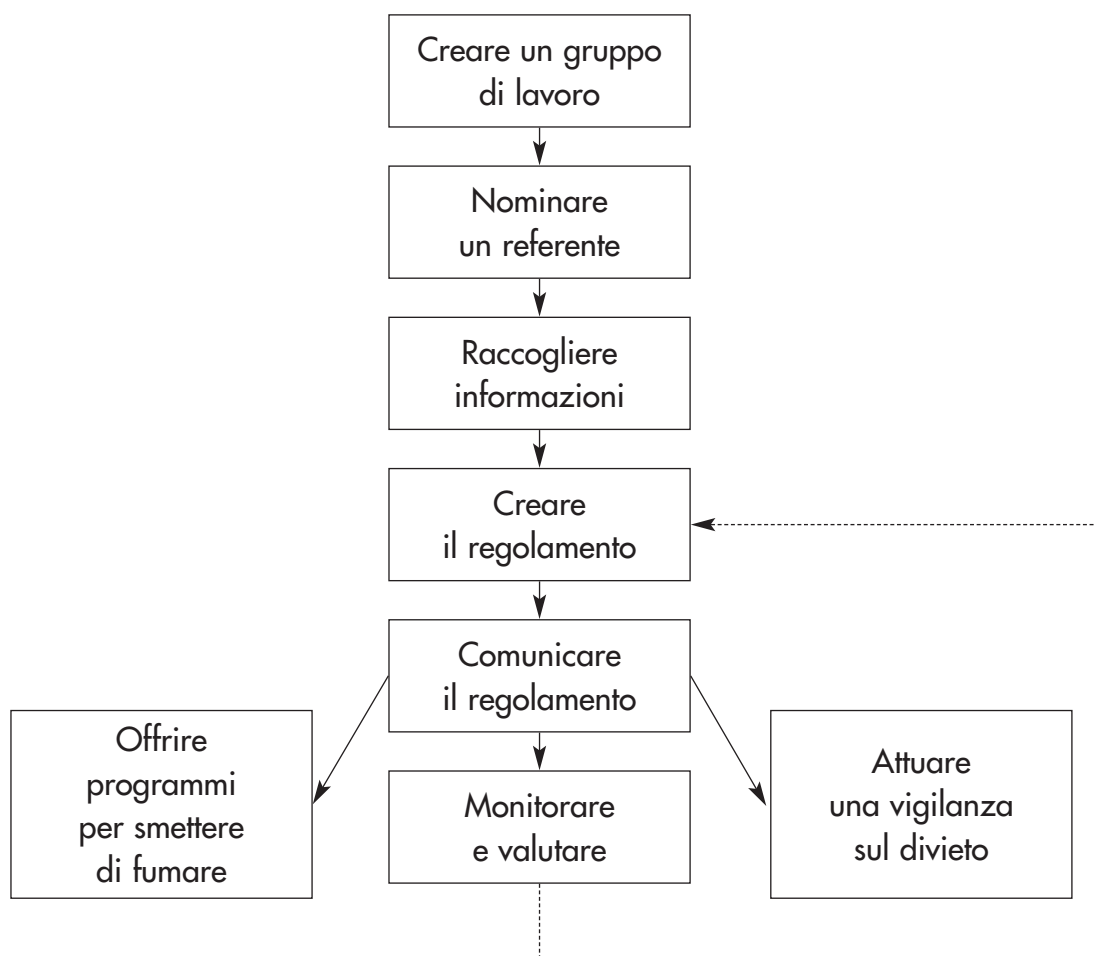 Creare un gruppo
di lavoro
Nominare
un referente
Raccogliere
informazioni
Creare
il regolamento
Comunicare
il regolamento
Offrire
programmi
per smettere
di fumare
Monitorare
e valutare
Attuare
una vigilanza
sul divieto